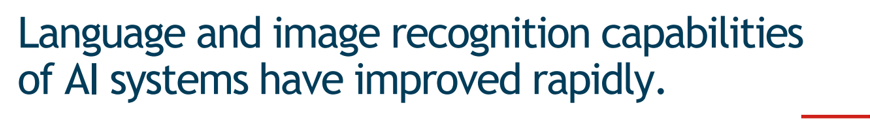 Language and image recognition capabilities
of AI systems have improved rapidly.